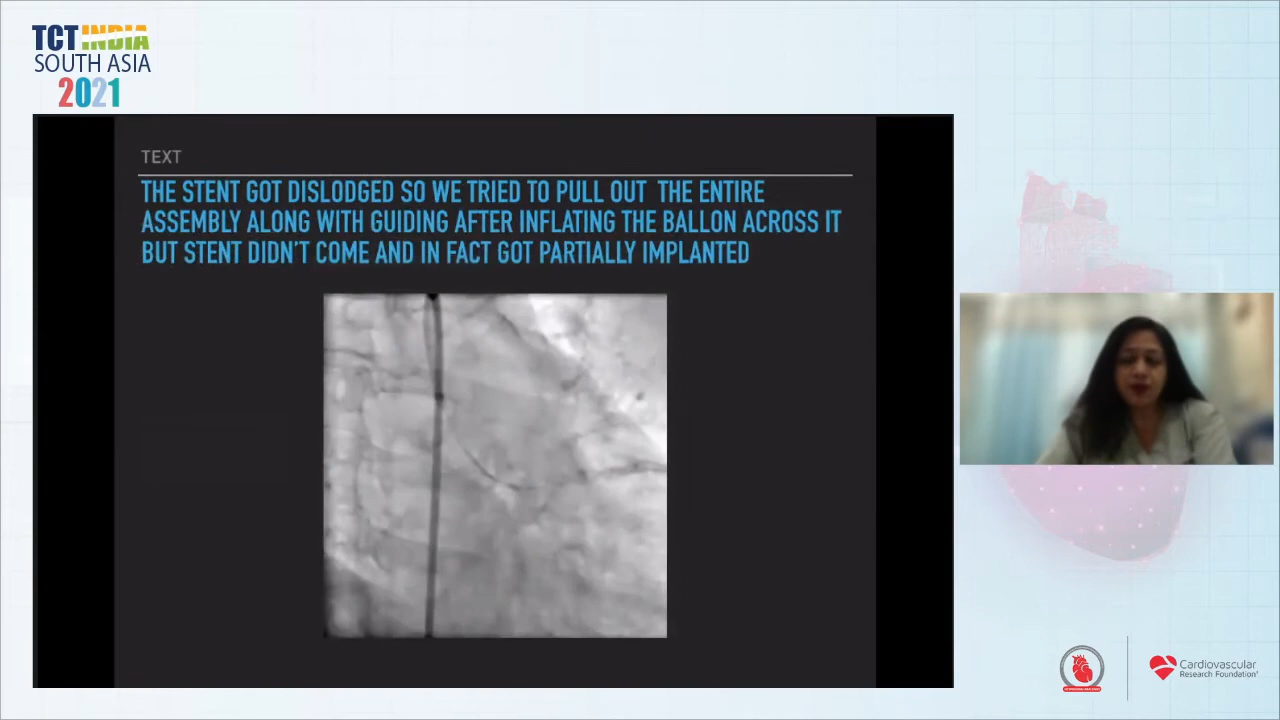 TCT INDIA
SOUTH ASIA
2021
TEXT
THE STENT GOT DISLODGED SO WE TRIED TO PULL OUT THE ENTIRE
ASSEMBLY ALONG WITH GUIDING AFTER INFLATING THE BALLON ACROSS IT
BUT STENT DIDN'T COME AND IN FACT GOT PARTIALLY IMPLANTED
Cardiovascular
Research Foundation